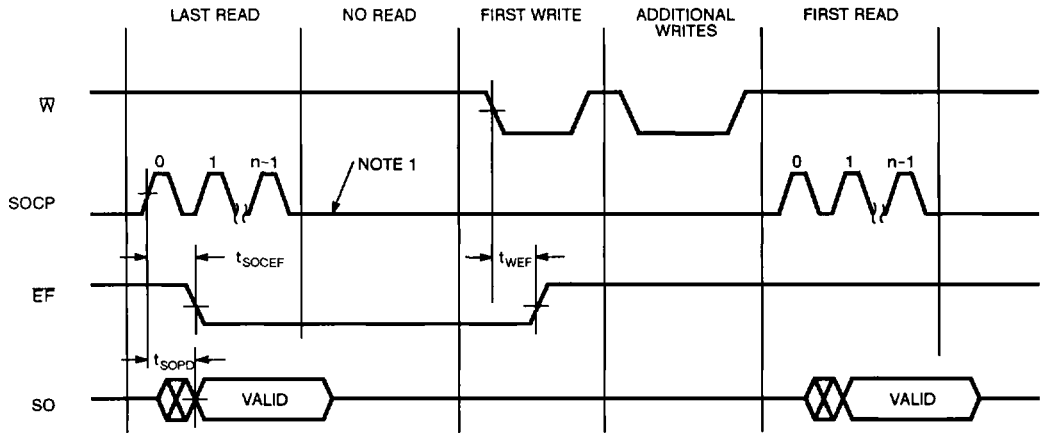 LAST READ
NO READ
FIRST WRITE
ADDITIONAL
WRITES
FIRST READ
W̅
0
1
n-1
NOTE 1
0
1
n-1
SOCP
tSOCEF
tWEF
E̅F̅
tSOPD
SO
VALID
VALID